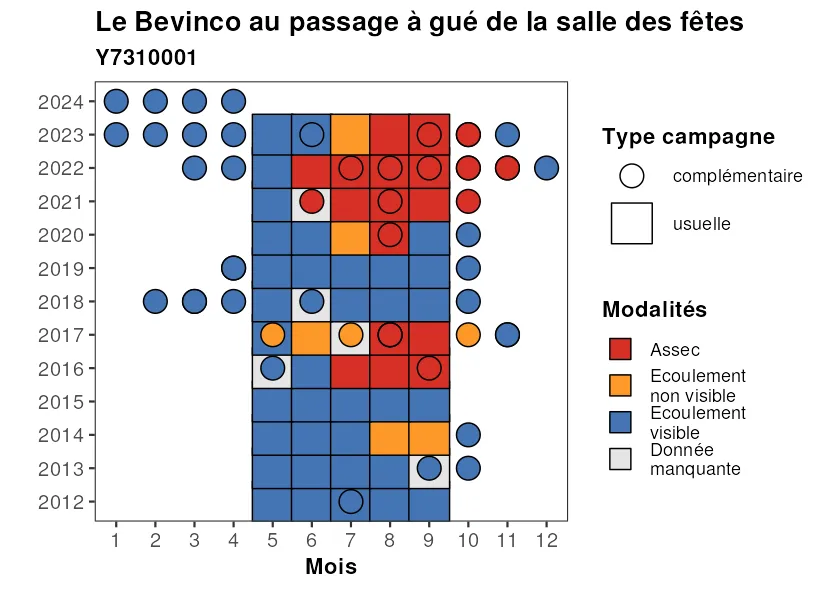 Le Bevinco au passage à gué de la salle des fêtes
Y7310001
2024
2023
2022
2021
2020
2019
2018
2017
2016
2015
2014
2013
2012
1 2 3 4 5 6 7 8 9 10 11 12
Mois
Type campagne
complémentaire
usuelle
Modalités
Assec
Ecoulement
non visible
Ecoulement
visible
Donnée
manquante